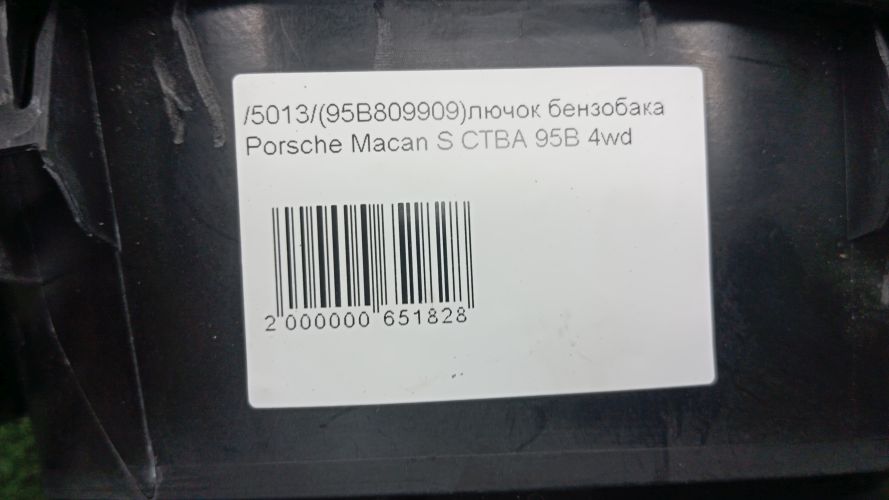 /5013/(95B809909)лючок бензобака
Porsche Macan S CTBA 95B 4wd
2 000000 651828